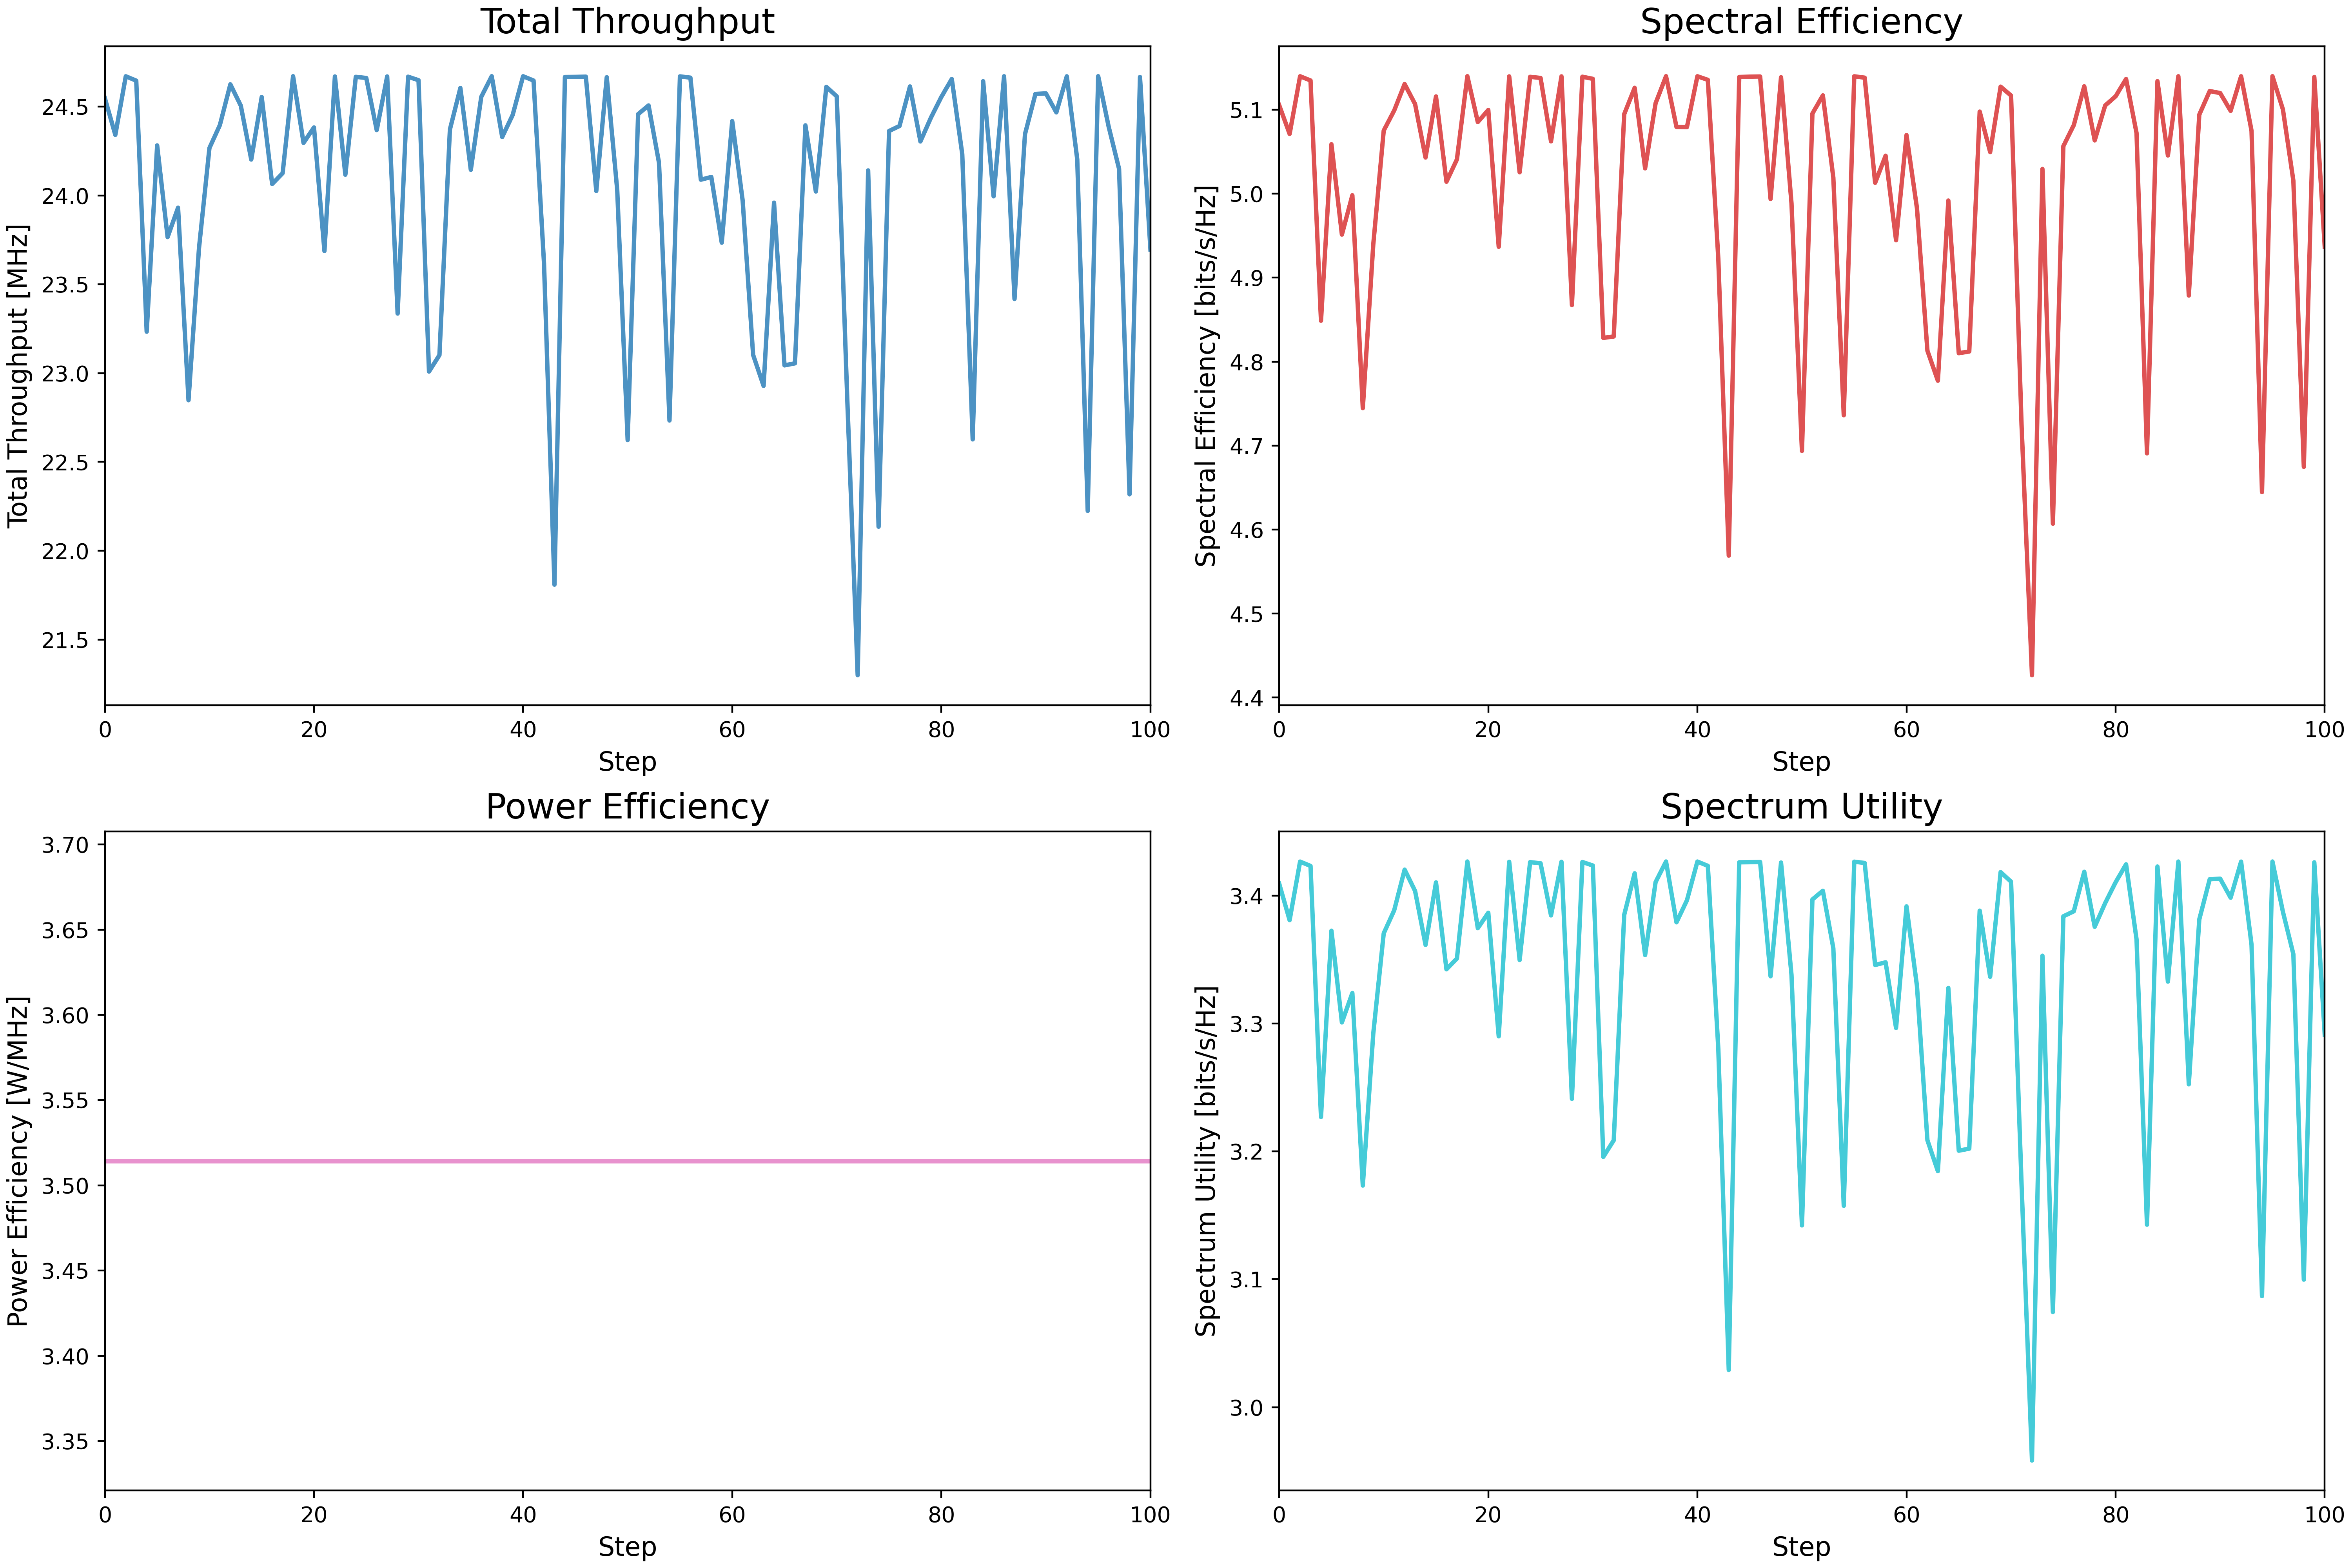 Total Throughput
Total Throughput [MHz]
24.5
24.0
23.5
23.0
22.5
22.0
21.5
0 20 40 60 80 100
Step
Spectral Efficiency
Spectral Efficiency [bits/s/Hz]
5.1
5.0
4.9
4.8
4.7
4.6
4.5
4.4
0 20 40 60 80 100
Step
Power Efficiency
Power Efficiency [W/MHz]
3.70
3.65
3.60
3.55
3.50
3.45
3.40
3.35
0 20 40 60 80 100
Step
Spectrum Utility
Spectrum Utility [bits/s/Hz]
3.4
3.3
3.2
3.1
3.0
0 20 40 60 80 100
Step